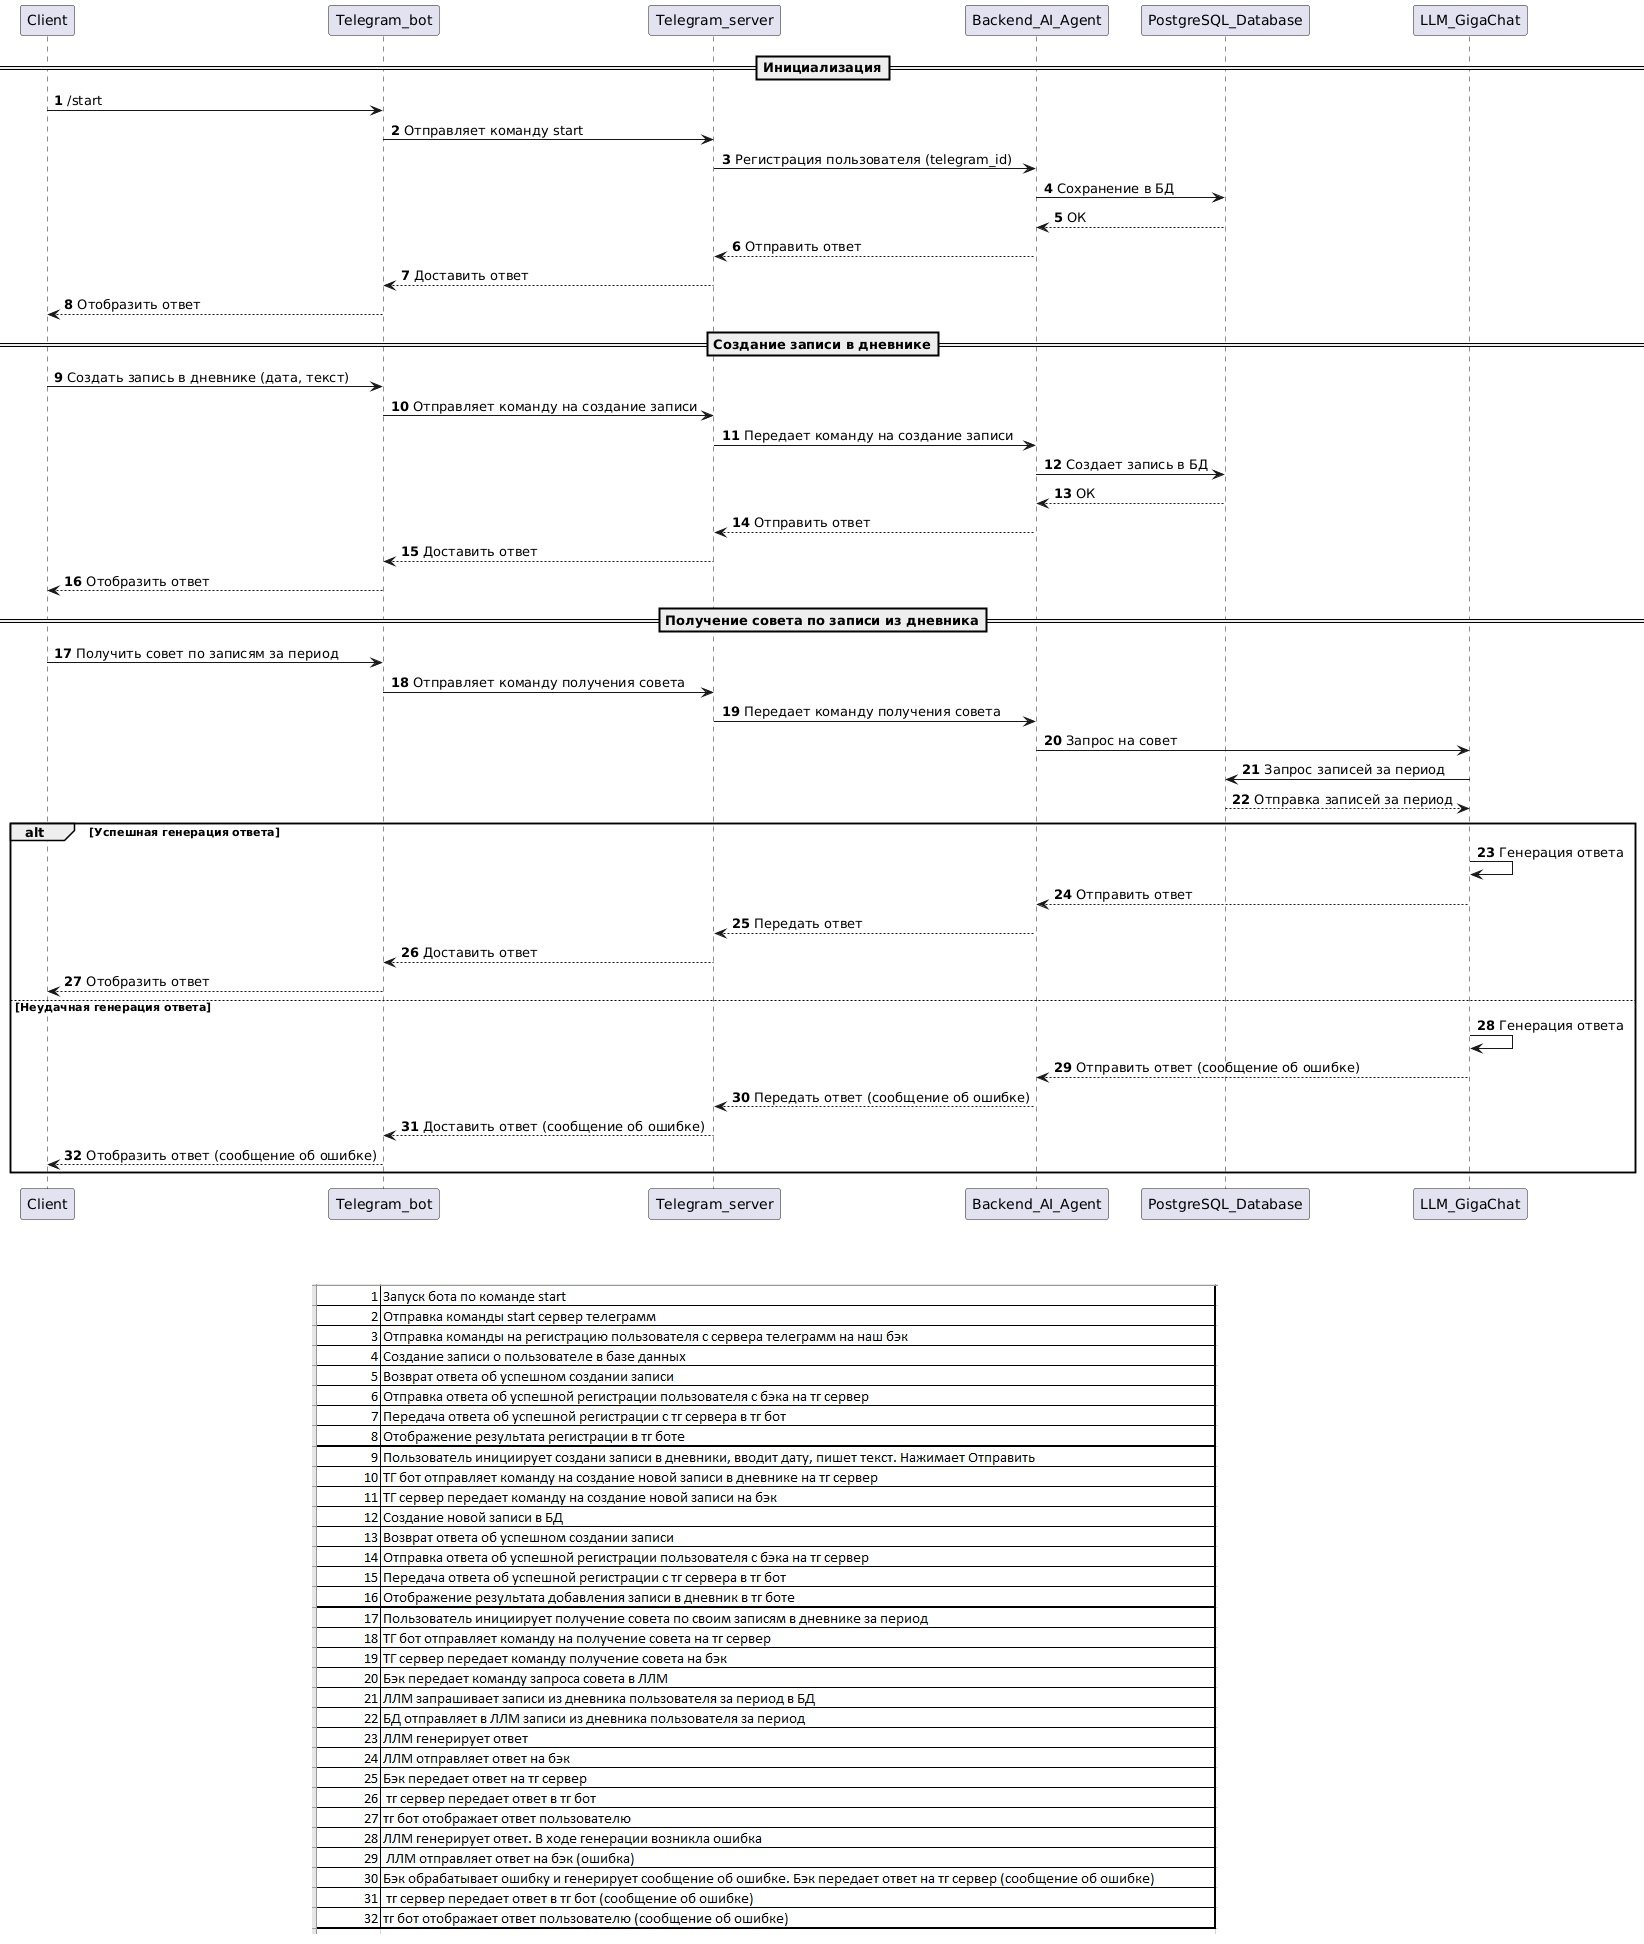 Client Telegram_bot Telegram_server Backend_AI_Agent PostgreSQL_Database LLM_GigaChat
Инициализация
1 /start
2 Отправляет команду start
3 Регистрация пользователя (telegram_id)
4 Сохранение в БД
5 ОК
6 Отправить ответ
7 Доставить ответ
8 Отобразить ответ
Создание записи в дневнике
9 Создать запись в дневнике (дата, текст)
10 Отправляет команду на создание записи
11 Передает команду на создание записи
12 Создает запись в БД
13 ОК
14 Отправить ответ
15 Доставить ответ
16 Отобразить ответ
Получение совета по записи из дневника
17 Получить совет по записям за период
18 Отправляет команду получения совета
19 Передает команду получения совета
20 Запрос на совет
21 Запрос записей за период
22 Отправка записей за период
alt [Успешная генерация ответа]
23 Генерация ответа
24 Отправить ответ
25 Передать ответ
26 Доставить ответ
27 Отобразить ответ
[Неудачная генерация ответа]
28 Генерация ответа
29 Отправить ответ (сообщение об ошибке)
30 Передать ответ (сообщение об ошибке)
31 Доставить ответ (сообщение об ошибке)
32 Отобразить ответ (сообщение об ошибке)
Client Telegram_bot Telegram_server Backend_AI_Agent PostgreSQL_Database LLM_GigaChat
1 Запуск бота по команде start
2 Отправка команды start сервер телеграмм
3 Отправка команды на регистрацию пользователя с сервера телеграмм на наш бэк
4 Создание записи о пользователе в базе данных
5 Возврат ответа об успешном создании записи
6 Отправка ответа об успешной регистрации пользователя с бэка на тг сервер
7 Передача ответа об успешной регистрации с тг сервера в тг бот
8 Отображение результата регистрации в тг боте
9 Пользователь инициирует создани записи в дневники, вводит дату, пишет текст. Нажимает Отправить
10 ТГ бот отправляет команду на создание новой записи в дневнике на тг сервер
11 ТГ сервер передает команду на создание новой записи на бэк
12 Создание новой записи в БД
13 Возврат ответа об успешном создании записи
14 Отправка ответа об успешной регистрации пользователя с бэка на тг сервер
15 Передача ответа об успешной регистрации с тг сервера в тг бот
16 Отображение результата добавления записи в дневник в тг боте
17 Пользователь инициирует получение совета по своим записям в дневнике за период
18 ТГ бот отправляет команду на получение совета на тг сервер
19 ТГ сервер передает команду получение совета на бэк
20 Бэк передает команду запроса совета в ЛЛМ
21 ЛЛМ запрашивает записи из дневника пользователя за период в БД
22 БД отправляет в ЛЛМ записи из дневника пользователя за период
23 ЛЛМ генерирует ответ
24 ЛЛМ отправляет ответ на бэк
25 Бэк передает ответ на тг сервер
26 тг сервер передает ответ в тг бот
27 тг бот отображает ответ пользователю
28 ЛЛМ генерирует ответ. В ходе генерации возникла ошибка
29 ЛЛМ отправляет ответ на бэк (ошибка)
30 Бэк обрабатывает ошибку и генерирует сообщение об ошибке. Бэк передает ответ на тг сервер (сообщение об ошибке)
31 тг сервер передает ответ в тг бот (сообщение об ошибке)
32 тг бот отображает ответ пользователю (сообщение об ошибке)